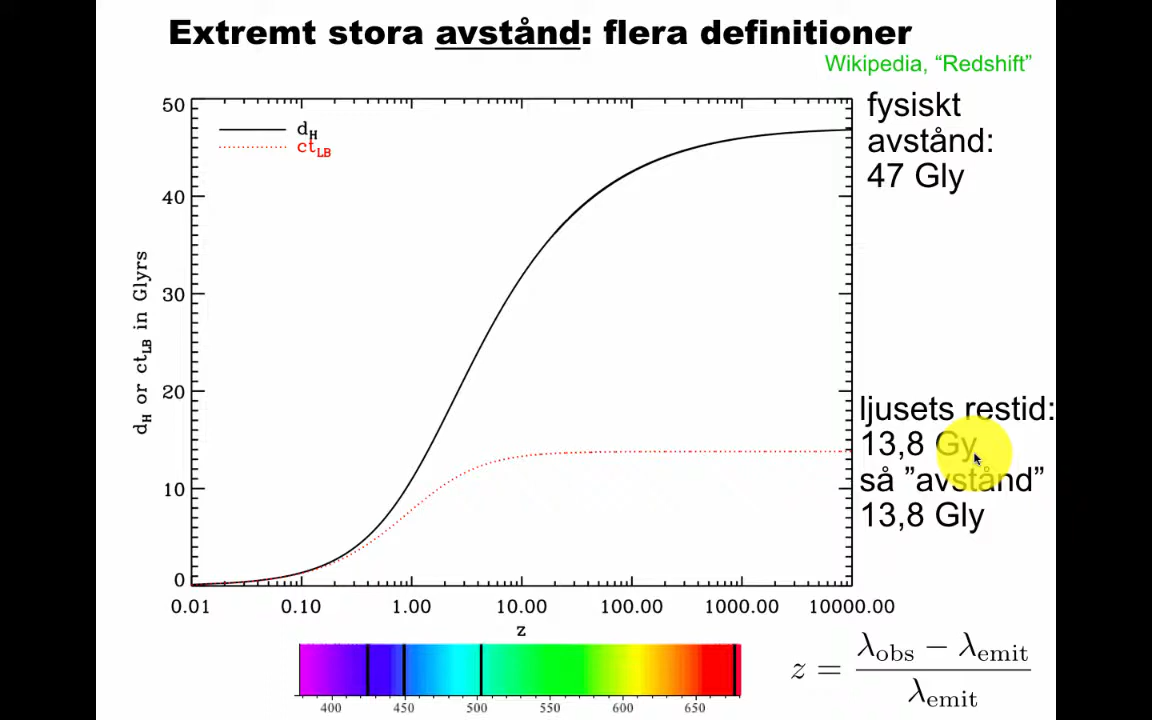 Extremt stora avstånd: flera definitioner
Wikipedia, “Redshift”
fysiskt
avstånd:
47 Gly
d_H
ct_LB
50
40
30
20
10
0
d_H or ct_LB in Glyrs
0.01 0.10 1.00 10.00 100.00 1000.00 10000.00
z
ljusets restid:
13,8 Gy
så ”avstånd”
13,8 Gly
400 450 500 550 600 650
z = (λ_obs − λ_emit) / λ_emit